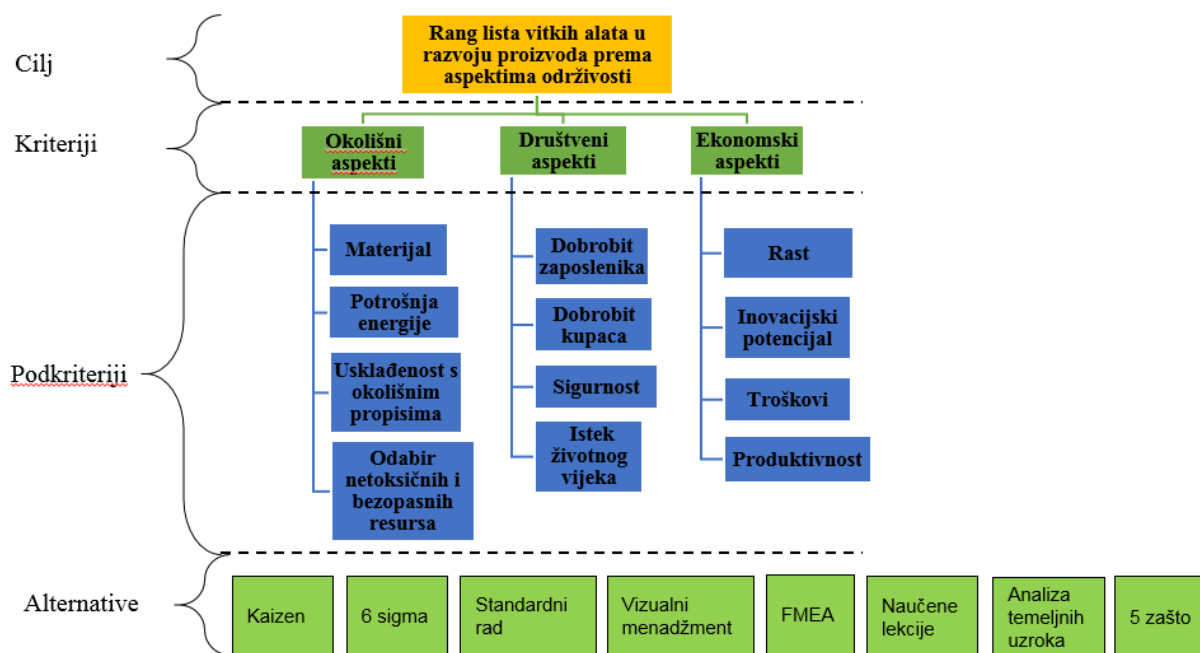 Cilj
Rang lista vitkih alata u
razvoju proizvoda prema
aspektima održivosti
Kriteriji
Okolišni
aspekti
Društveni
aspekti
Ekonomski
aspekti
Podkriteriji
Materijal
Potrošnja
energije
Usklađenost s
okolišnim
propisima
Odabir
netoksičnih i
bezopasnih
resursa
Dobrobit
zaposlenika
Dobrobit
kupaca
Sigurnost
Istek
životnog
vijeka
Rast
Inovacijski
potencijal
Troškovi
Produktivnost
Alternative
Kaizen
6 sigma
Standardni
rad
Vizualni
menadžment
FMEA
Naučene
lekcije
Analiza
temeljnih
uzroka
5 zašto